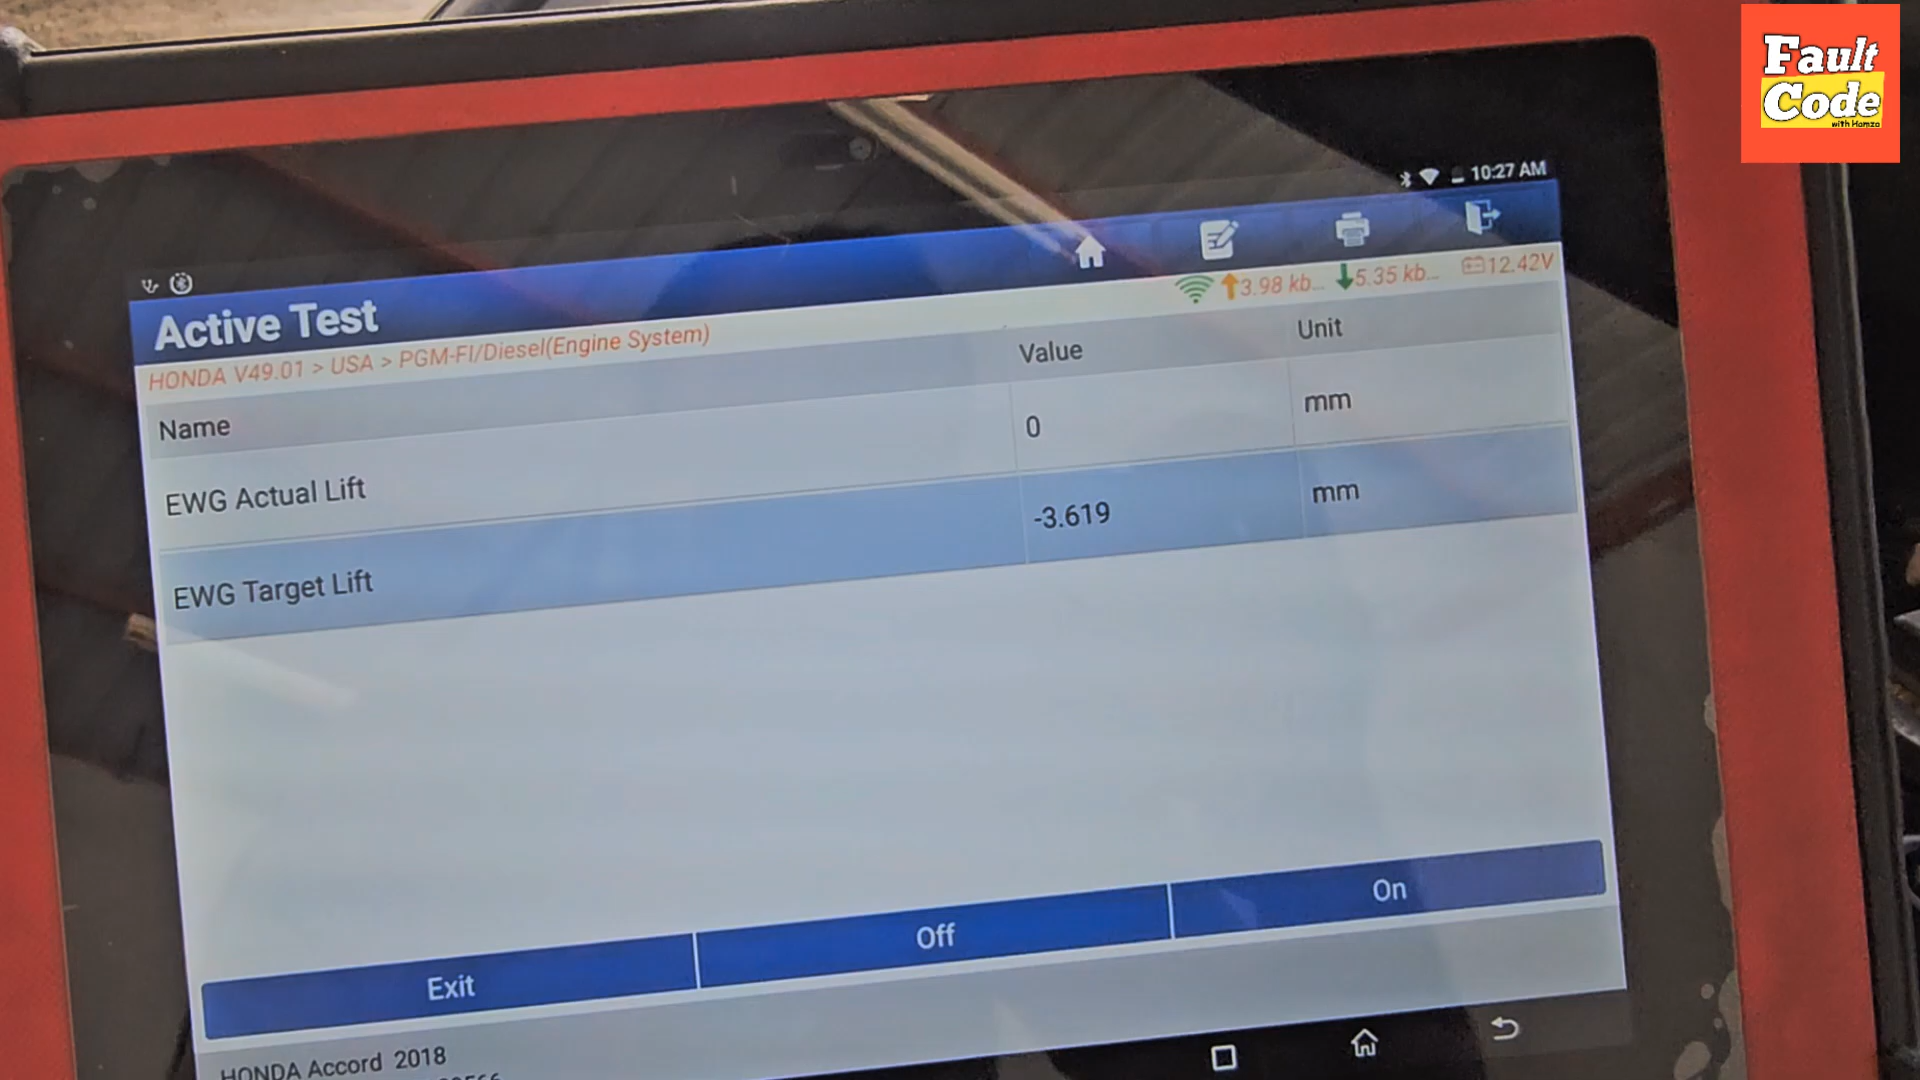 Fault
Code
with Hamza
10:27 AM
Active Test
3.98 kb... 5.35 kb... 12.42V
HONDA V49.01 > USA > PGM-FI/Diesel(Engine System)
Name Value Unit
EWG Actual Lift 0 mm
EWG Target Lift -3.619 mm
Exit Off On
HONDA Accord 2018